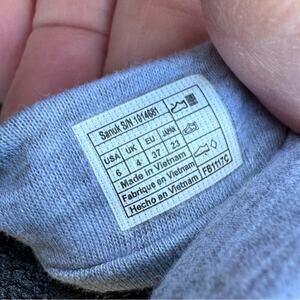 Sanuk S/N 1014681
USA UK EU JAPAN
6 4 37 23
Made in Vietnam
Fabriqué en Vietnam
Hecho en Vietnam FB1117C